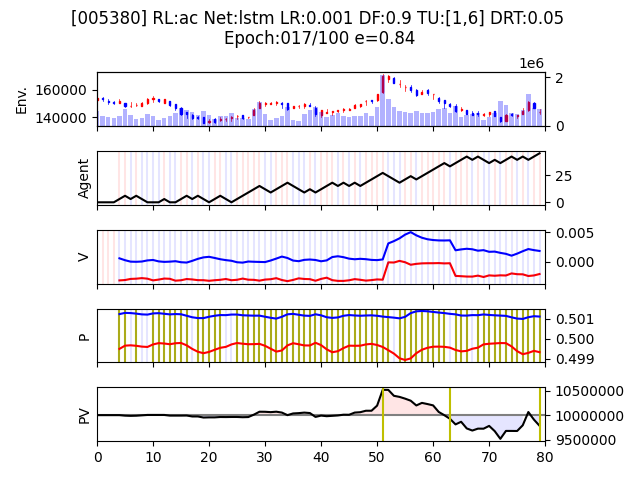 [005380] RL:ac Net:lstm LR:0.001 DF:0.9 TU:[1,6] DRT:0.05
Epoch:017/100 e=0.84
1e6
Env.
160000
140000
2
0
Agent
25
0
V
0.005
0.000
P
0.501
0.500
0.499
PV
10500000
10000000
9500000
0 10 20 30 40 50 60 70 80